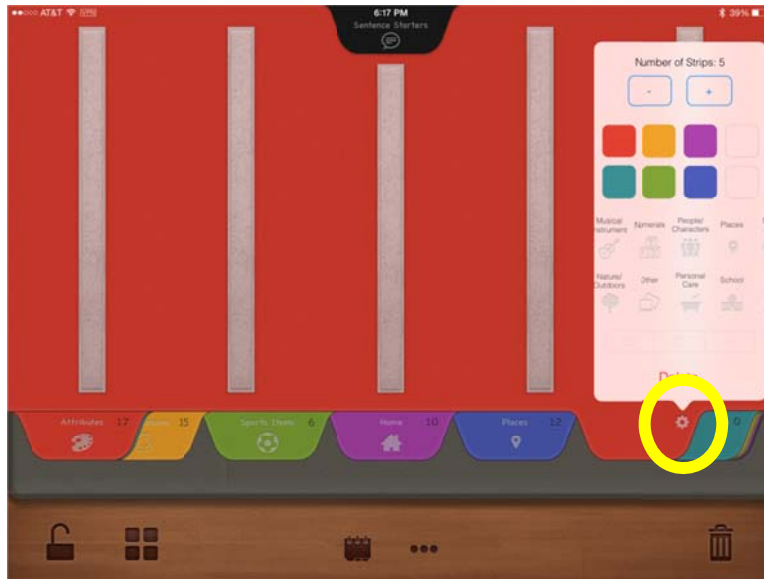 AT&T 6:17 PM 39%
Sentence Starters
Number of Strips: 5
- +
Musical Instrument Numerals People/ Characters Places
Nature/ Outdoors Other Personal Care School
Attributes 17 15 Sports Items 6 Home 10 Places 12 0